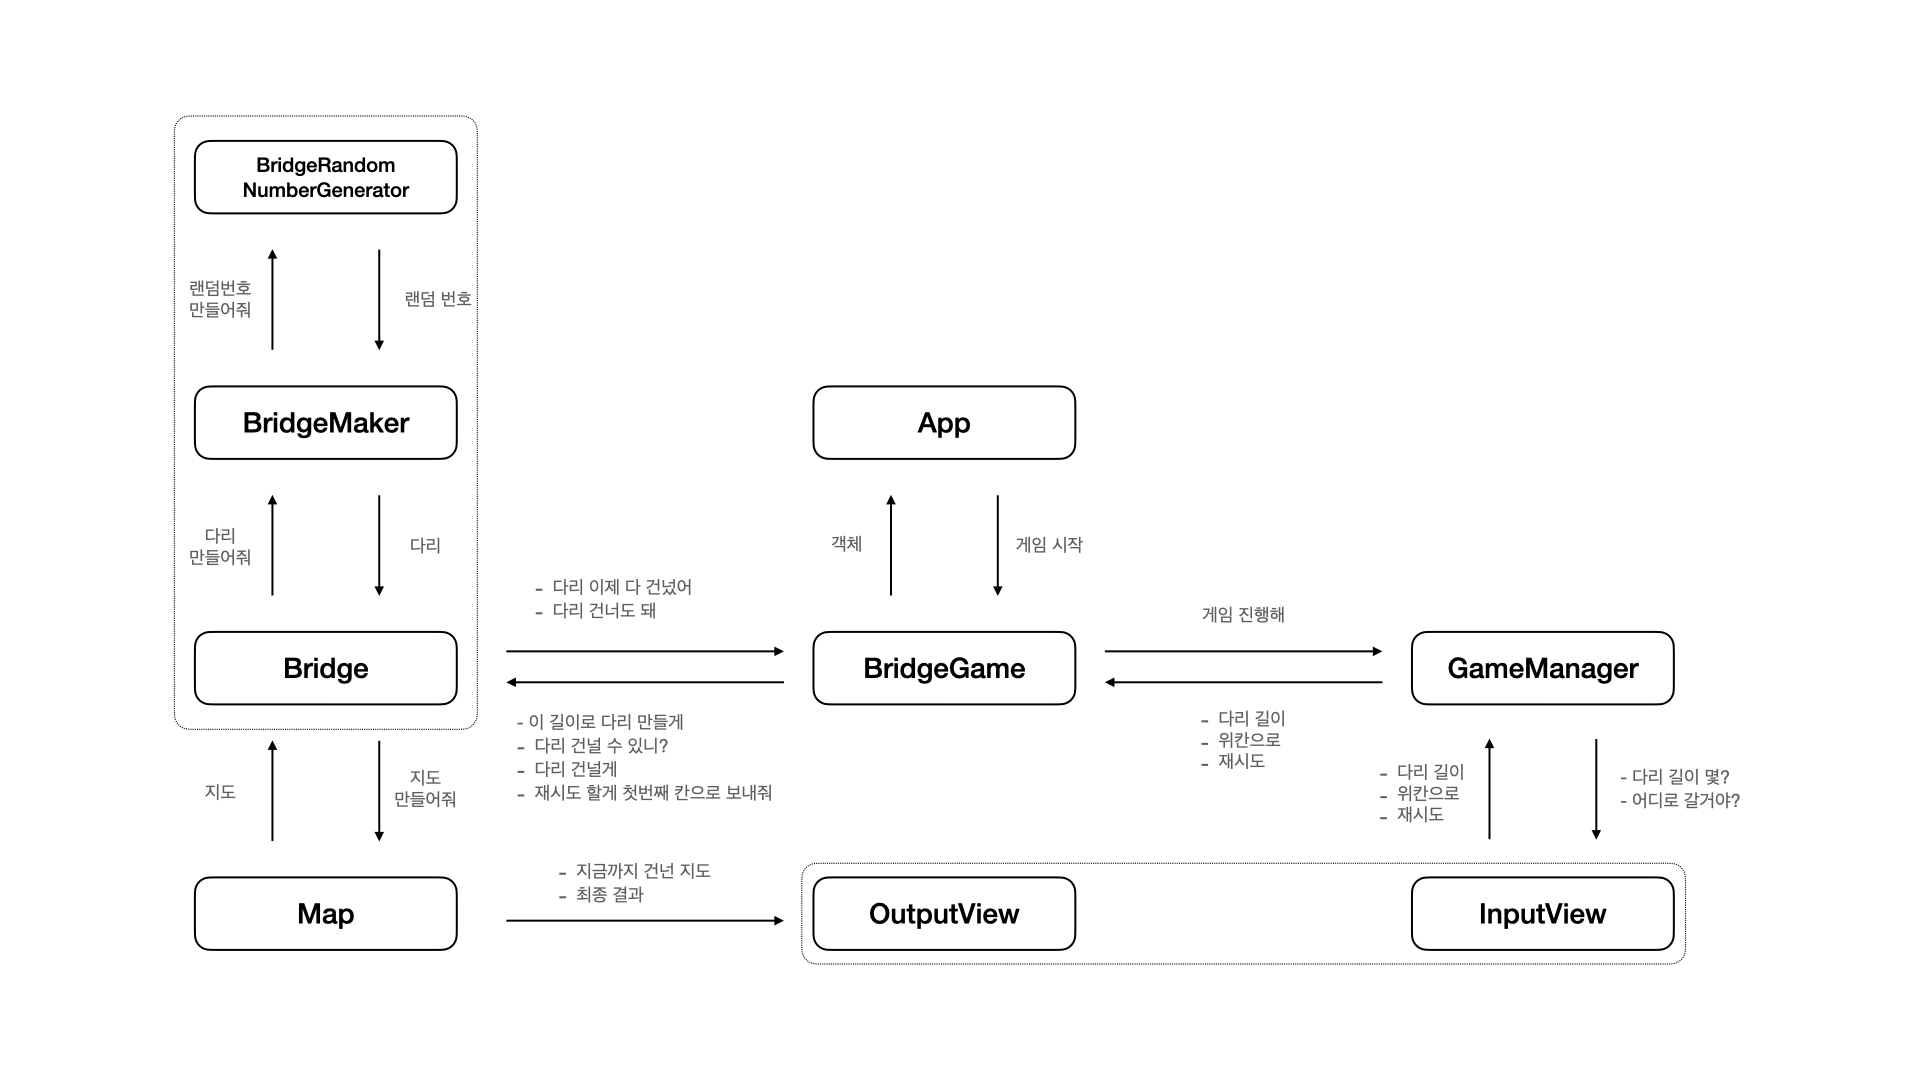 BridgeRandom
NumberGenerator
랜덤번호
만들어줘
랜덤 번호
BridgeMaker
App
다리
만들어줘
다리
객체
게임 시작
- 다리 이제 다 건넜어
- 다리 건너도 돼
게임 진행해
Bridge
BridgeGame
GameManager
- 이 길이로 다리 만들게
- 다리 건널 수 있니?
- 다리 건널게
- 재시도 할게 첫번째 칸으로 보내줘
- 다리 길이
- 위칸으로
- 재시도
지도
지도
만들어줘
- 다리 길이
- 위칸으로
- 재시도
- 다리 길이 몇?
- 어디로 갈거야?
- 지금까지 건넌 지도
- 최종 결과
Map
OutputView
InputView